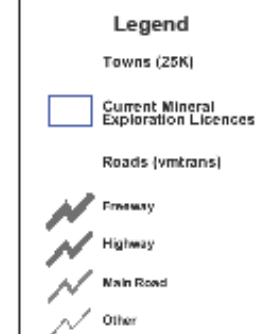 Legend
Towns (25K)
Current Mineral
Exploration Licences
Roads (vmtrans)
Freeway
Highway
Main Road
Other